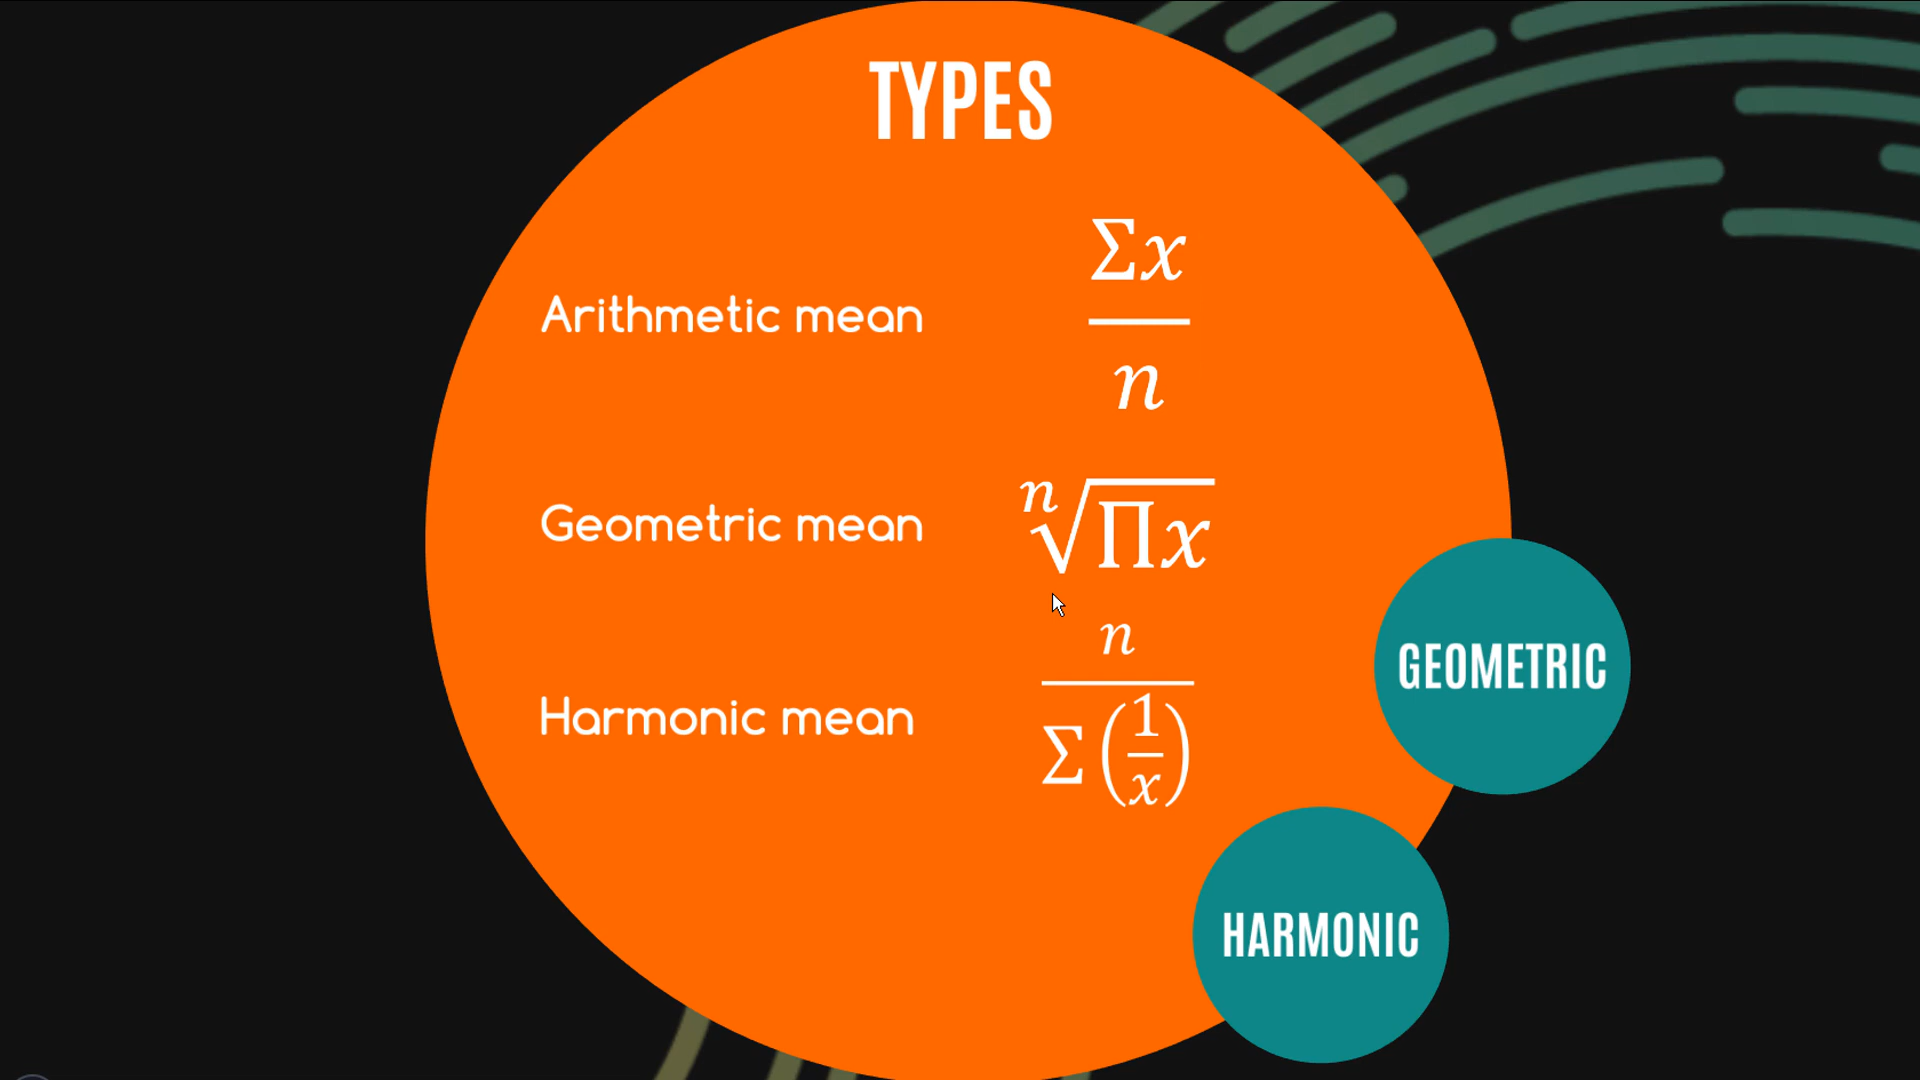 TYPES
Arithmetic mean
Σx
n
Geometric mean
n√Πx
Harmonic mean
n
Σ(1/x)
GEOMETRIC
HARMONIC